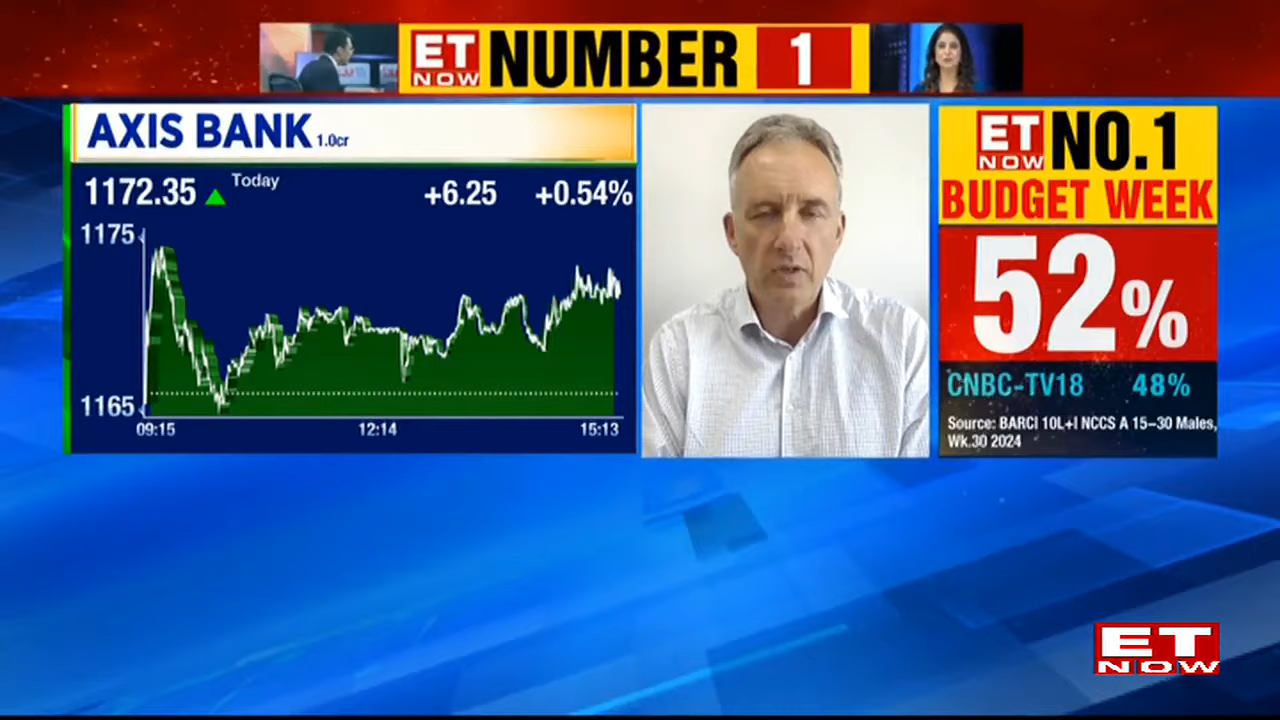 ET NOW NUMBER 1
AXIS BANK 1.0cr
1172.35 Today +6.25 +0.54%
1175
1165
09:15 12:14 15:13
ET NOW NO.1
BUDGET WEEK
52%
CNBC-TV18 48%
Source: BARCI 10L+I NCCS A 15-30 Males,
Wk.30 2024
ET
NOW